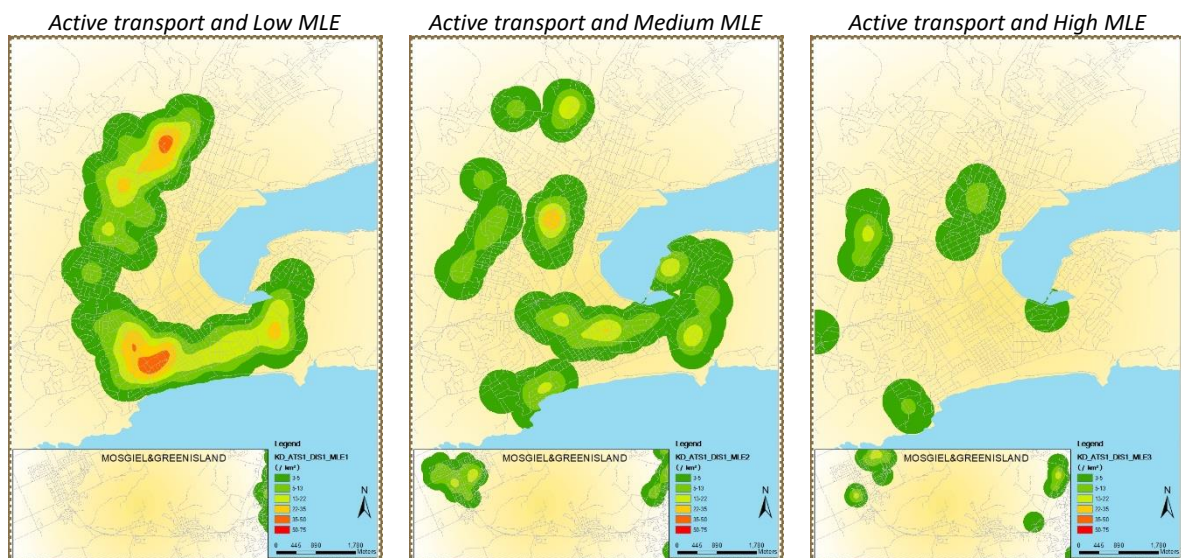 Active transport and Low MLE
Active transport and Medium MLE
Active transport and High MLE
MOSGIEL&GREENISLAND
Legend
KD_ATS1_DIS1_MLE1
(/ km²)
3-5
5-13
13-22
22-35
35-50
50-75
N
0 445 890 1,780
Meters
MOSGIEL&GREENISLAND
Legend
KD_ATS1_DIS1_MLE2
(/ km²)
3-5
5-13
13-22
22-35
35-50
50-75
N
0 445 890 1,780
Meters
MOSGIEL&GREENISLAND
Legend
KD_ATS1_DIS1_MLE3
(/ km²)
3-5
5-13
13-22
22-35
35-50
50-75
N
0 445 890 1,780
Meters